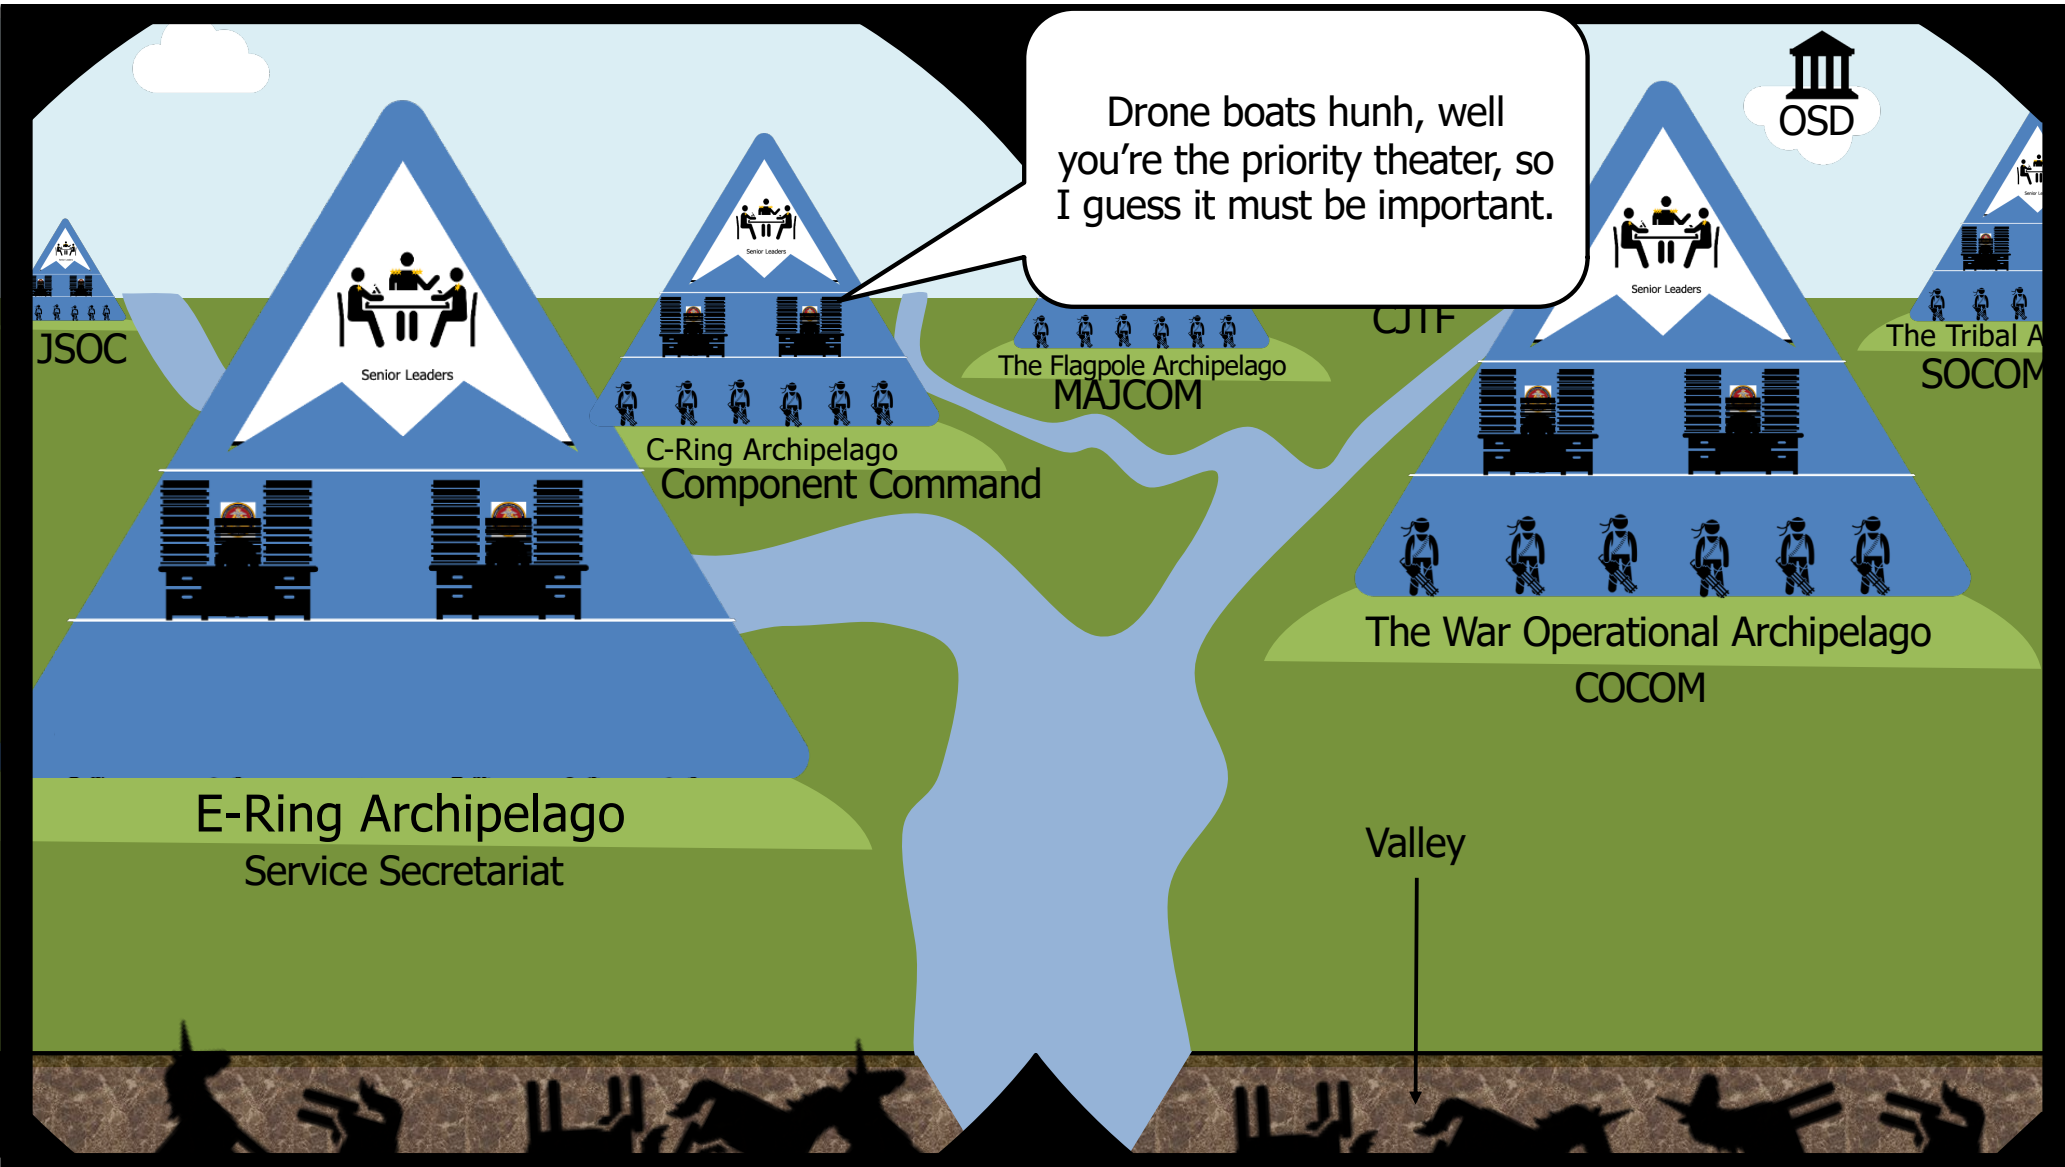 Drone boats hunh, well
you're the priority theater, so
I guess it must be important.
OSD
Senior Leaders
JSOC
Senior Leaders
C-Ring Archipelago
Component Command
The Flagpole Archipelago
MAJCOM
CJTF
Senior Leaders
The Tribal A
SOCOM
The War Operational Archipelago
COCOM
E-Ring Archipelago
Service Secretariat
Valley